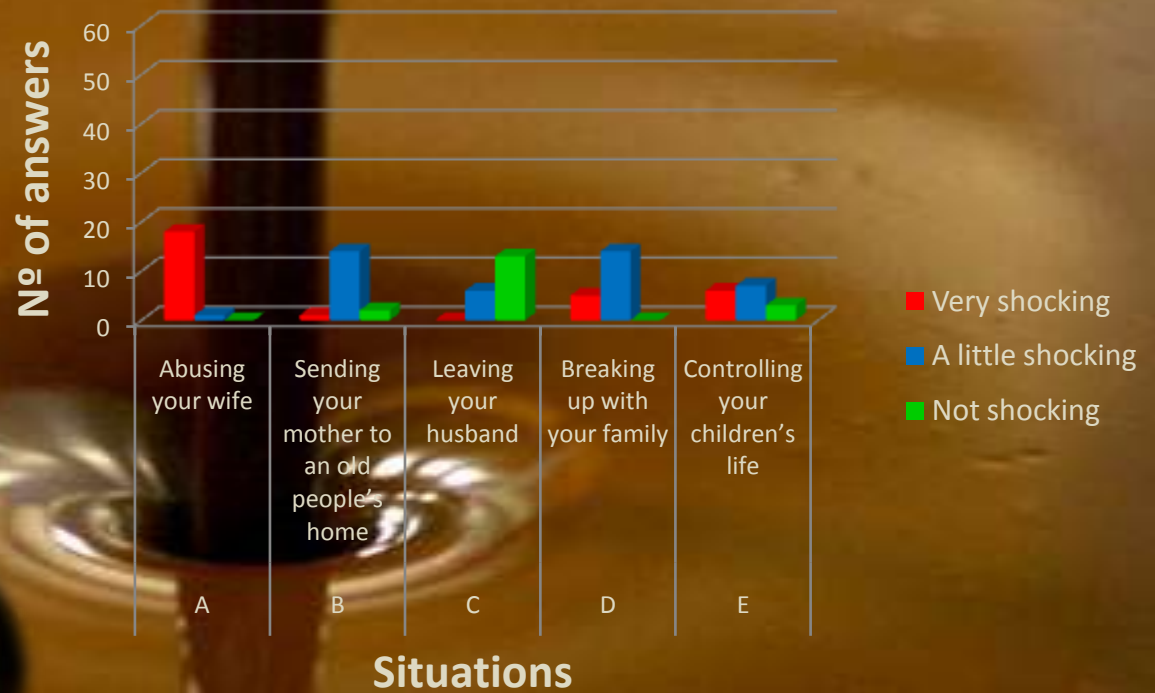 Nº of answers
60
50
40
30
20
10
0
Abusing
your wife
Sending
your
mother to
an old
people’s
home
Leaving
your
husband
Breaking
up with
your family
Controlling
your
children’s
life
A
B
C
D
E
Situations
Very shocking
A little shocking
Not shocking